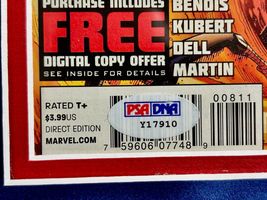 PURCHASE INCLUDES
FREE
DIGITAL COPY OFFER
SEE INSIDE FOR DETAILS
BENDIS
KUBERT
DELL
MARTIN
RATED T+
$3.99US
DIRECT EDITION
MARVEL.COM
00811
PSA DNA
Y17910
7 59606 07748 9